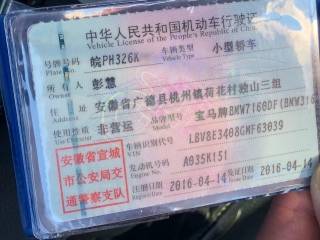 中华人民共和国机动车行驶证
Vehicle License of the People's Republic of China
号牌号码 皖PH326K 车辆类型 小型轿车
Plate No. Vehicle Type
所有人 彭慧
Owner
住址 安徽省广德县桃州镇荷花村独山三组
Address
使用性质 非营运 品牌型号 宝马牌BMW7160DF(BMW316
Use Character Model
安徽省宣城
市公安局交
通警察支队
车辆识别代号 LBV8E3408GMF63039
VIN
发动机号码 A935K151
Engine No.
注册日期 2016-04-14 发证日期 2016-04-14
Register Date Issue Date